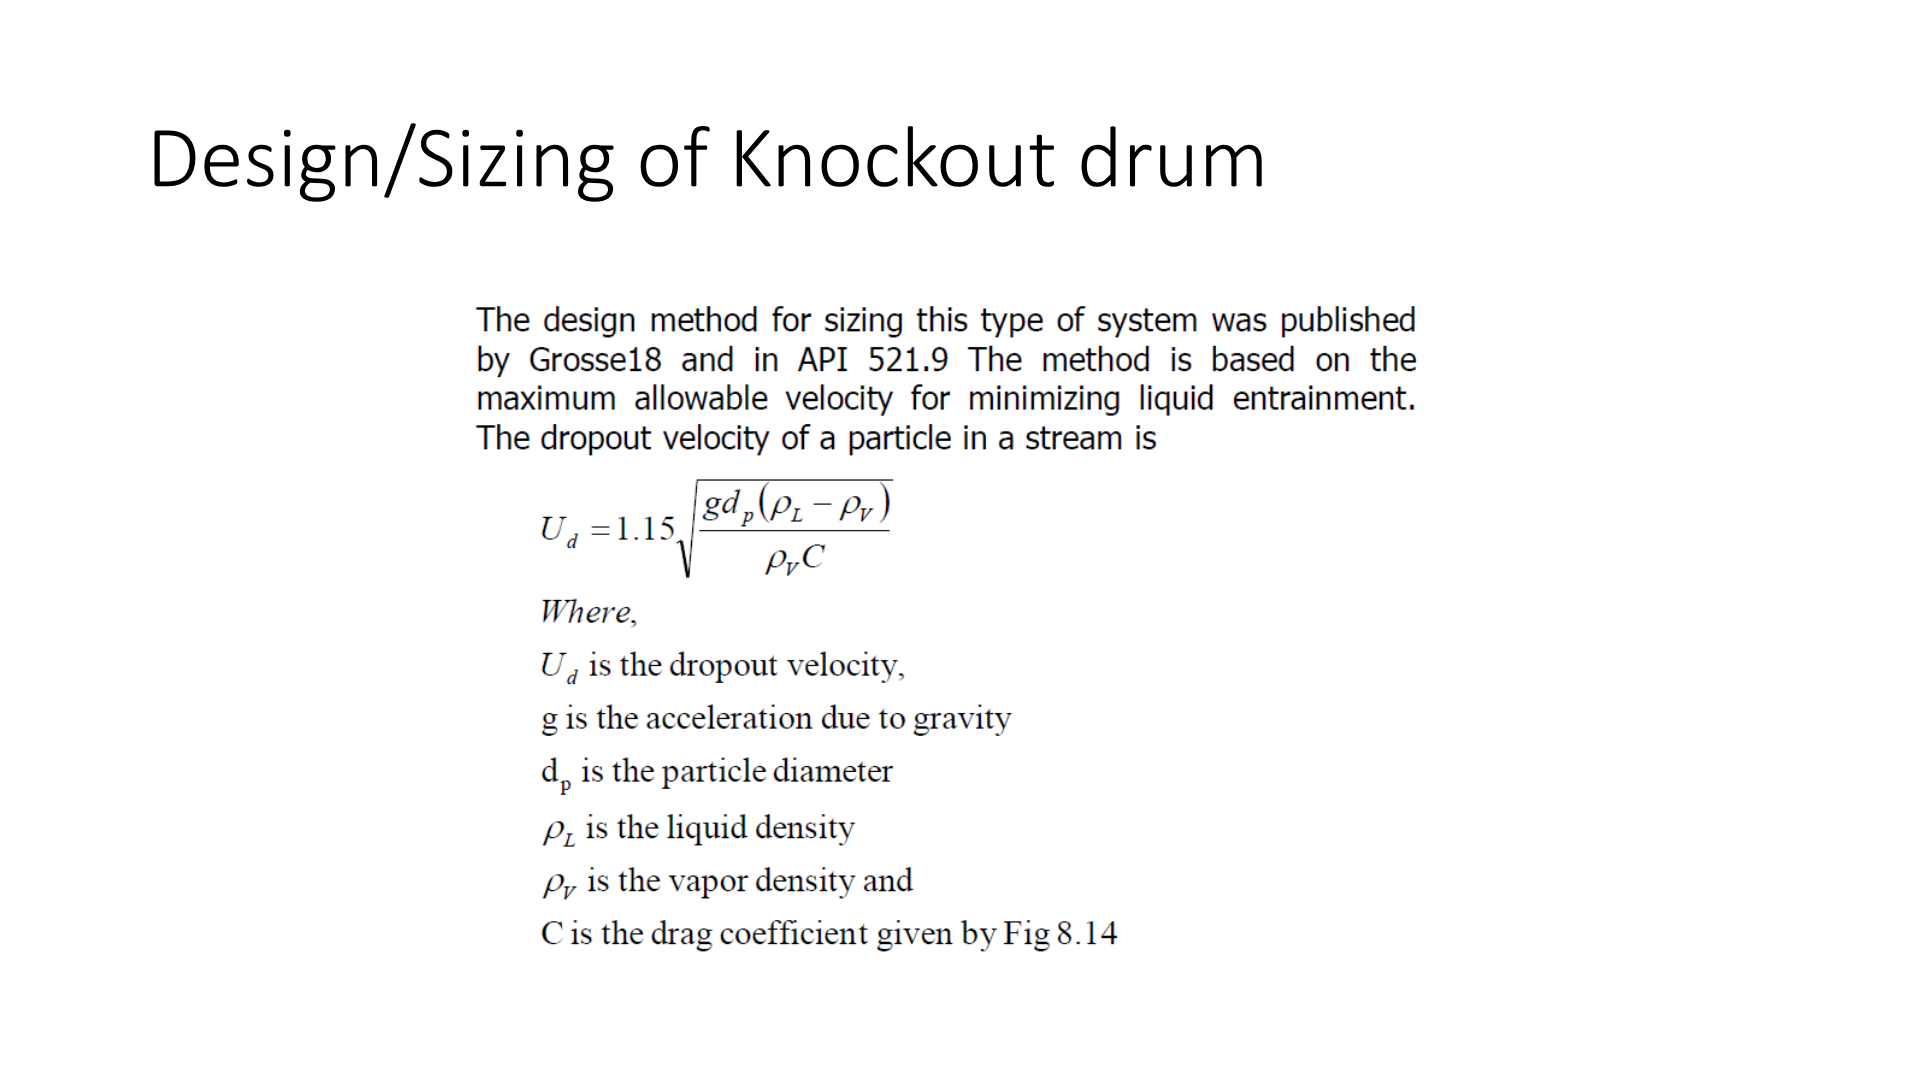 Design/Sizing of Knockout drum
The design method for sizing this type of system was published
by Grosse18 and in API 521.9 The method is based on the
maximum allowable velocity for minimizing liquid entrainment.
The dropout velocity of a particle in a stream is
U_d = 1.15 √(g d_p (ρ_L − ρ_V) / (ρ_V C))
Where,
U_d is the dropout velocity,
g is the acceleration due to gravity
d_p is the particle diameter
ρ_L is the liquid density
ρ_V is the vapor density and
C is the drag coefficient given by Fig 8.14